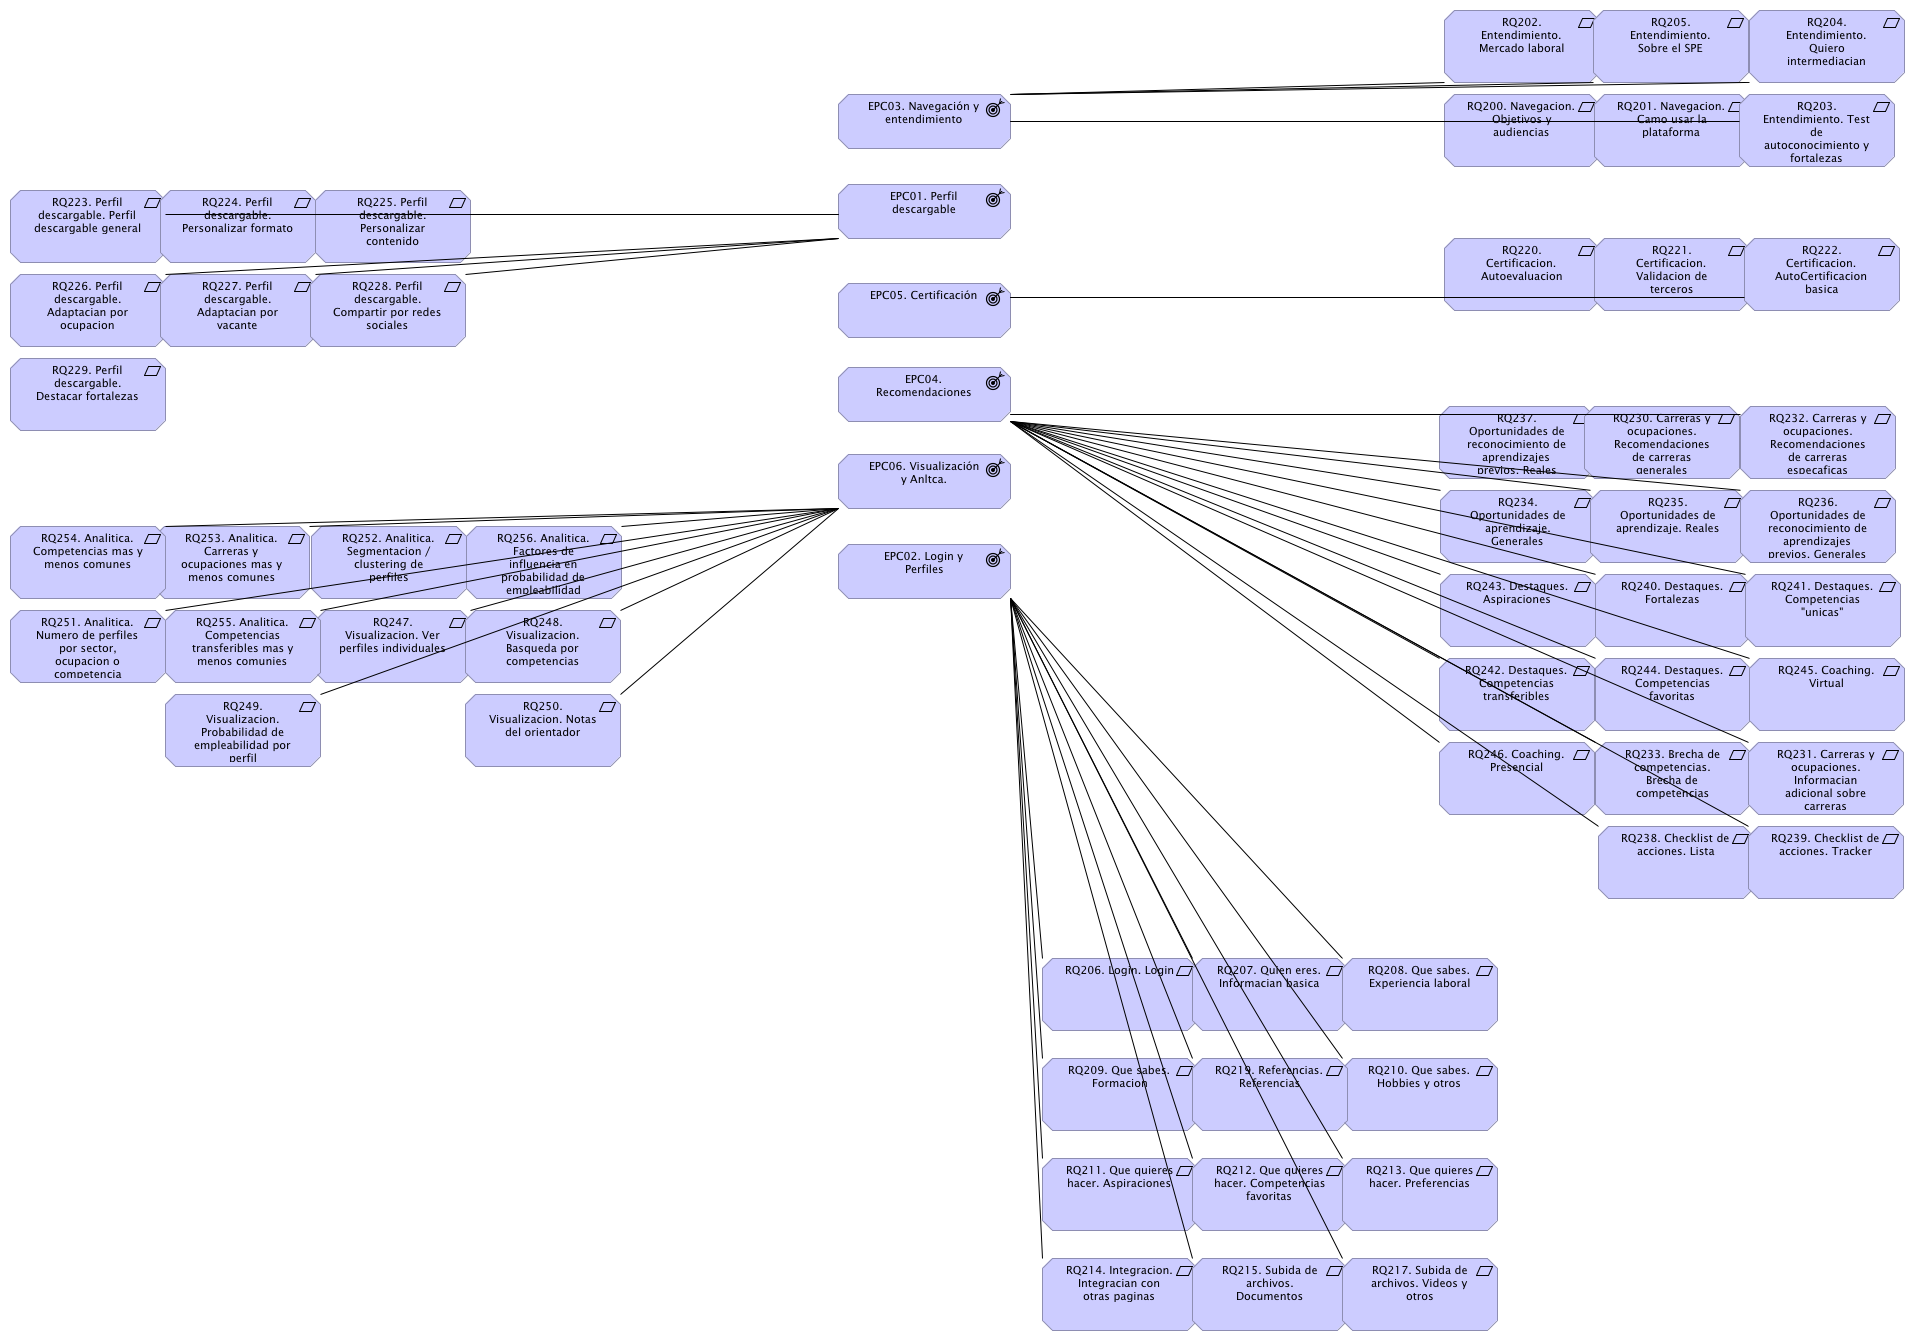 RQ202.
Entendimiento.
Mercado laboral
RQ205.
Entendimiento.
Sobre el SPE
RQ204.
Entendimiento.
Quiero
intermediacian
EPC03. Navegación y
entendimiento
RQ200. Navegacion.
Objetivos y
audiencias
RQ201. Navegacion.
Camo usar la
plataforma
RQ203.
Entendimiento. Test
de
autoconocimiento y
fortalezas
EPC01. Perfil
descargable
RQ223. Perfil
descargable. Perfil
descargable general
RQ224. Perfil
descargable.
Personalizar formato
RQ225. Perfil
descargable.
Personalizar
contenido
RQ220.
Certificacion.
Autoevaluacion
RQ221.
Certificacion.
Validacion de
terceros
RQ222.
Certificacion.
AutoCertificacion
basica
RQ226. Perfil
descargable.
Adaptacian por
ocupacion
RQ227. Perfil
descargable.
Adaptacian por
vacante
RQ228. Perfil
descargable.
Compartir por redes
sociales
EPC05. Certificación
RQ229. Perfil
descargable.
Destacar fortalezas
EPC04.
Recomendaciones
RQ237.
Oportunidades de
reconocimiento de
aprendizajes
previos. Reales
RQ230. Carreras y
ocupaciones.
Recomendaciones
de carreras
generales
RQ232. Carreras y
ocupaciones.
Recomendaciones
de carreras
especaficas
EPC06. Visualización
y Anltca.
RQ234.
Oportunidades de
aprendizaje.
Generales
RQ235.
Oportunidades de
aprendizaje. Reales
RQ236.
Oportunidades de
reconocimiento de
aprendizajes
previos. Generales
RQ254. Analitica.
Competencias mas y
menos comunes
RQ253. Analitica.
Carreras y
ocupaciones mas y
menos comunes
RQ252. Analitica.
Segmentacion /
clustering de
perfiles
RQ256. Analitica.
Factores de
influencia en
probabilidad de
empleabilidad
EPC02. Login y
Perfiles
RQ243. Destaques.
Aspiraciones
RQ240. Destaques.
Fortalezas
RQ241. Destaques.
Competencias
"unicas"
RQ251. Analitica.
Numero de perfiles
por sector,
ocupacion o
competencia
RQ255. Analitica.
Competencias
transferibles mas y
menos comunies
RQ247.
Visualizacion. Ver
perfiles individuales
RQ248.
Visualizacion.
Basqueda por
competencias
RQ242. Destaques.
Competencias
transferibles
RQ244. Destaques.
Competencias
favoritas
RQ245. Coaching.
Virtual
RQ249.
Visualizacion.
Probabilidad de
empleabilidad por
perfil
RQ250.
Visualizacion. Notas
del orientador
RQ246. Coaching.
Presencial
RQ233. Brecha de
competencias.
Brecha de
competencias
RQ231. Carreras y
ocupaciones.
Informacian
adicional sobre
carreras
RQ238. Checklist de
acciones. Lista
RQ239. Checklist de
acciones. Tracker
RQ206. Login. Login
RQ207. Quien eres.
Informacian basica
RQ208. Que sabes.
Experiencia laboral
RQ209. Que sabes.
Formacion
RQ219. Referencias.
Referencias
RQ210. Que sabes.
Hobbies y otros
RQ211. Que quieres
hacer. Aspiraciones
RQ212. Que quieres
hacer. Competencias
favoritas
RQ213. Que quieres
hacer. Preferencias
RQ214. Integracion.
Integracian con
otras paginas
RQ215. Subida de
archivos.
Documentos
RQ217. Subida de
archivos. Videos y
otros